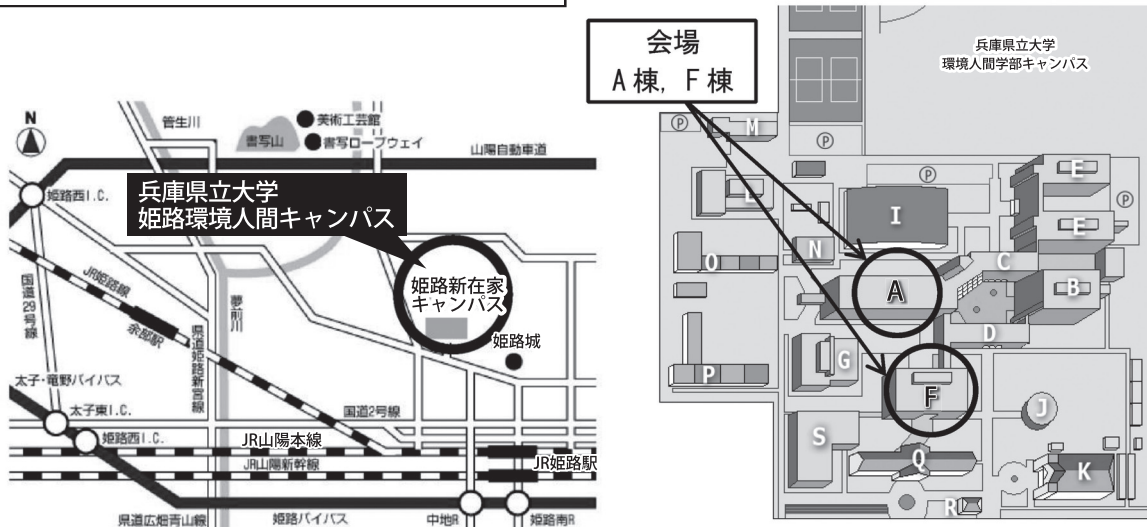 N
管生川
書写山
美術工芸館
書写ロープウェイ
山陽自動車道
姫路西I.C.
兵庫県立大学
姫路環境人間キャンパス
姫路新在家
キャンパス
姫路城
国道29号線
JR姫路線
余部駅
県道姫路新宮線
夢前川
太子・竜野バイパス
太子東I.C.
姫路西I.C.
国道2号線
JR山陽本線
JR山陽新幹線
JR姫路駅
県道広畑青山線
姫路バイパス
中地R
姫路南R
会場
A棟, F棟
兵庫県立大学
環境人間学部キャンパス
P
M
P
P
L
I
E
P
E
N
O
C
A
B
D
G
P
F
J
S
Q
K
R